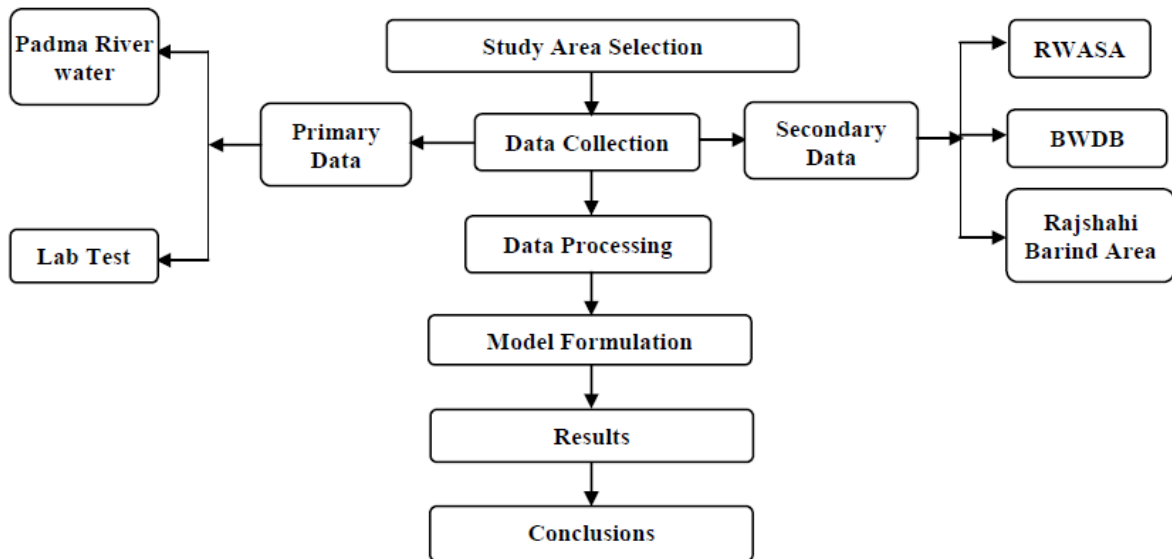 Padma River
water
Study Area Selection
RWASA
Primary
Data
Data Collection
Secondary
Data
BWDB
Lab Test
Data Processing
Rajshahi
Barind Area
Model Formulation
Results
Conclusions